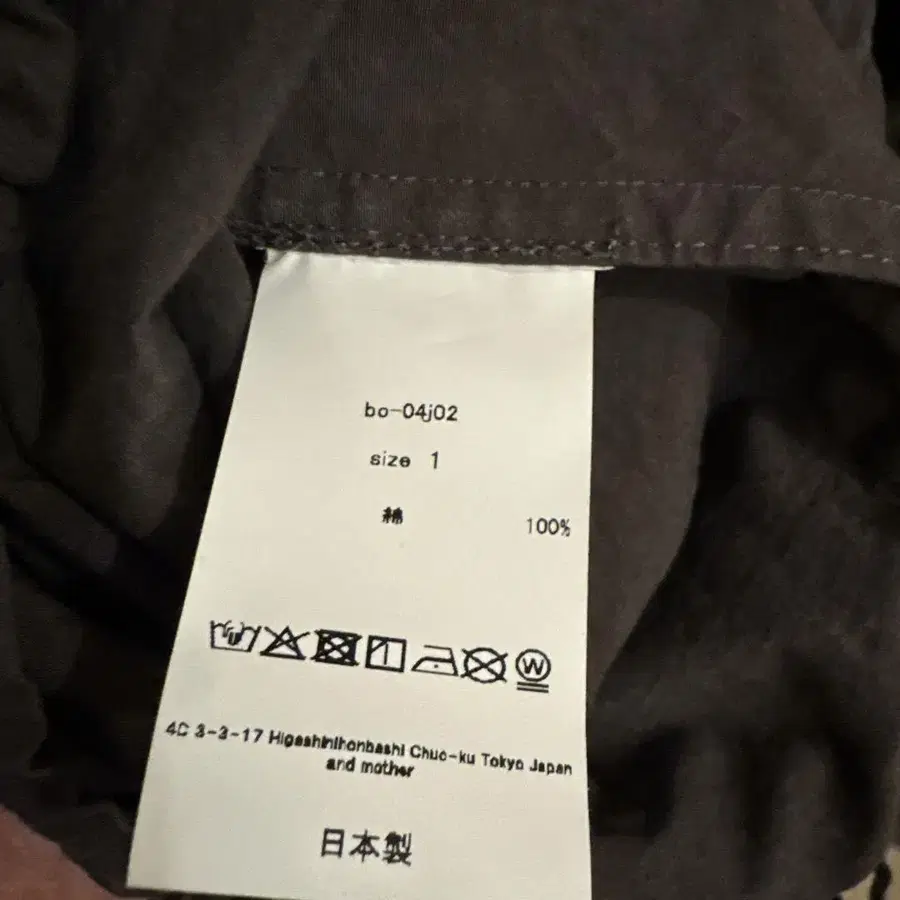 bo-04j02
size 1
綿 100%
W
4C 3-3-17 Higashinihonbashi Chuo-ku Tokyo Japan
and mother
日本製